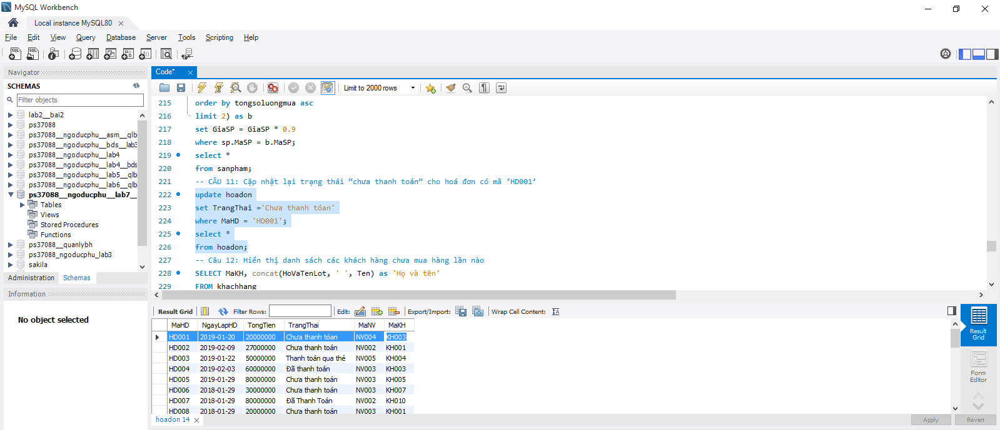 MySQL Workbench
Local instance MySQL80
File Edit View Query Database Server Tools Scripting Help
Navigator
SCHEMAS
Filter objects
lab2__bai2
ps37088
ps37088__ngoducphu__asm__qlb
ps37088__ngoducphu__bds__lab3
ps37088__ngoducphu__lab4
ps37088__ngoducphu__lab4__bds
ps37088__ngoducphu__lab5__qlb
ps37088__ngoducphu__lab6__qlb
ps37088__ngoducphu__lab7__
Tables
Views
Stored Procedures
Functions
ps37088__quanlybh
ps37088_ngoducphu_lab3
sakila
Administration Schemas
Information
No object selected
Code*
Limit to 2000 rows
215 order by tongsoluongmua asc
216 limit 2) as b
217 set GiaSP = GiaSP * 0.9
218 where sp.MaSP = b.MaSP;
219 select *
220 from sanpham;
221 -- CÂU 11: Cập nhật lại trạng thái “chưa thanh toán” cho hoá đơn có mã ‘HD001’
222 update hoadon
223 set TrangThai ='Chưa thanh tóan'
224 where MaHD = 'HD001';
225 select *
226 from hoadon;
227 -- Câu 12: Hiển thị danh sách các khách hàng chưa mua hàng lần nào
228 SELECT MaKH, concat(HoVaTenLot, ' ', Ten) as 'Họ và tên'
229 FROM khachhang
Result Grid Filter Rows: Edit: Export/Import: Wrap Cell Content:
MaHD NgayLapHD TongTien TrangThai MaNV MaKH
HD001 2019-01-20 20000000 Chưa thanh tóan NV004 KH003
HD002 2019-02-09 27000000 Chưa thanh toán NV002 KH001
HD003 2019-01-22 50000000 Thanh toán qua thẻ NV005 KH004
HD004 2019-02-03 60000000 Đã thanh toán NV003 KH003
HD005 2019-01-29 80000000 Chưa thanh toán NV003 KH005
HD006 2018-01-29 30000000 Chưa thanh toán NV003 KH007
HD007 2018-01-29 80000000 Đã Thanh Toán NV002 KH010
HD008 2018-01-29 20000000 Chưa thanh toán NV003 KH001
Result Grid
Form Editor
hoadon 14
Apply Revert